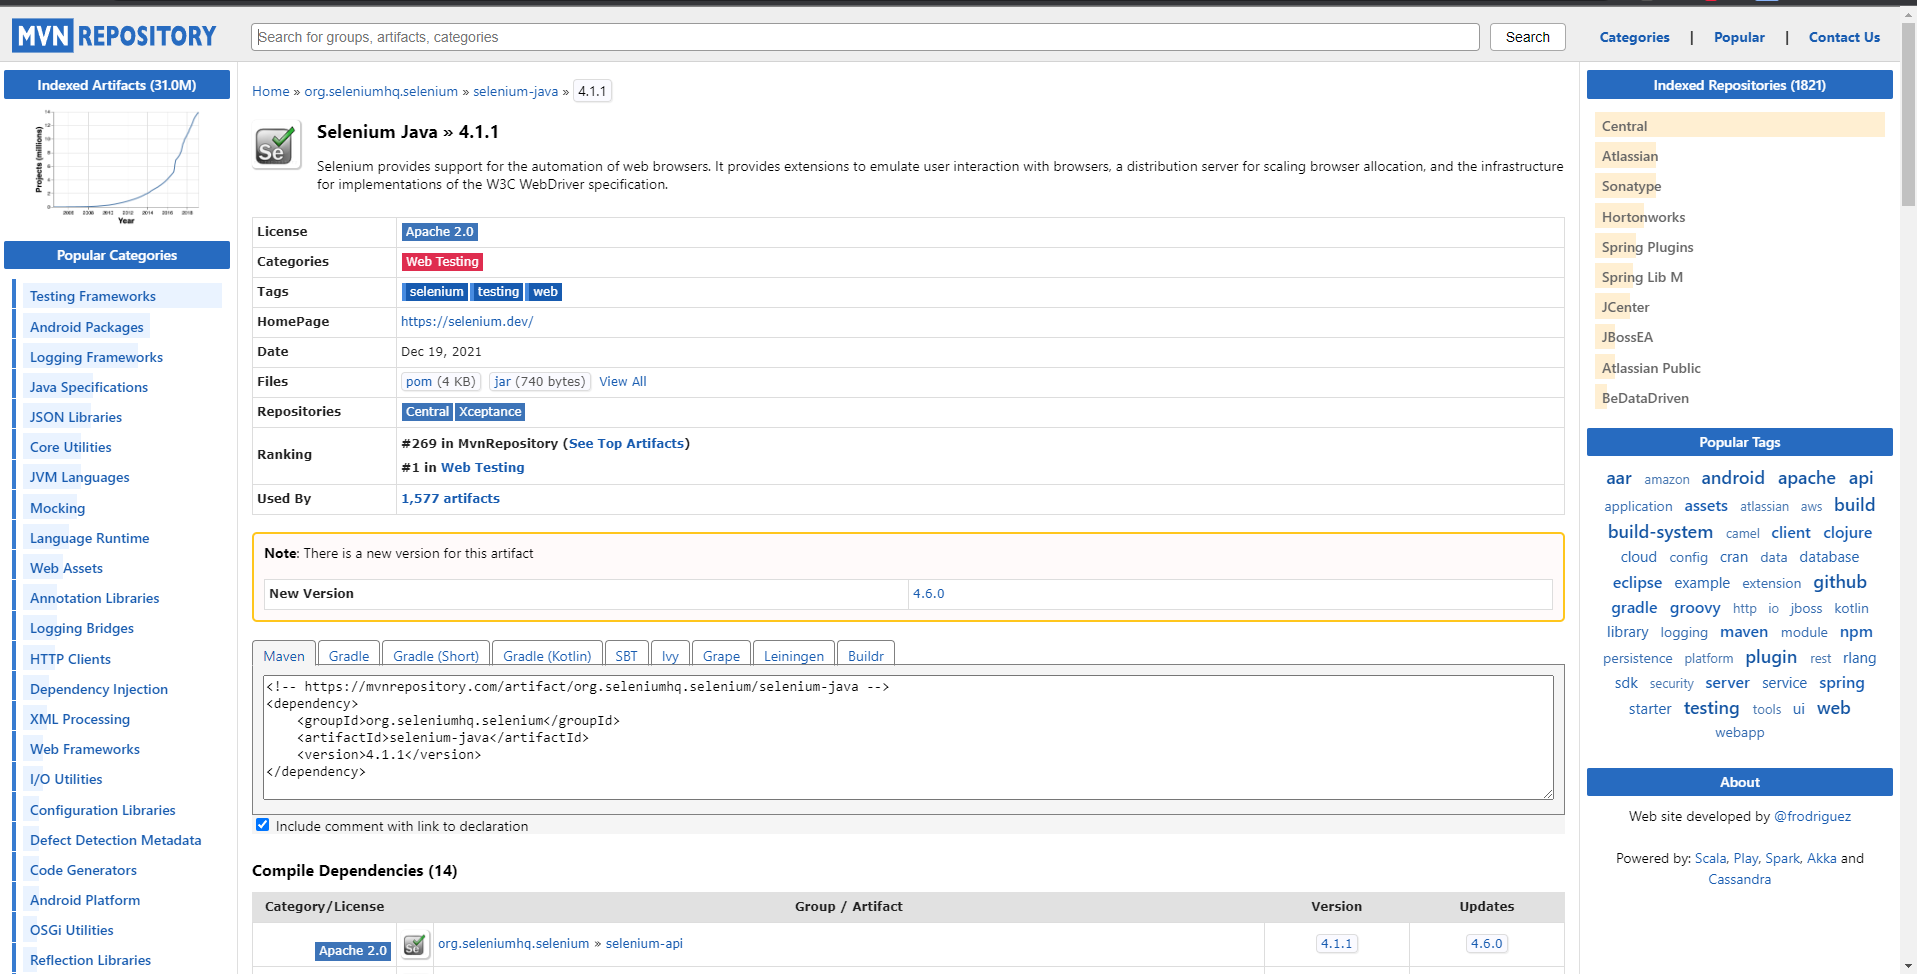 MVN REPOSITORY
Search for groups, artifacts, categories
Search
Categories | Popular | Contact Us
Indexed Artifacts (31.0M)
Projects (millions)
Year
Popular Categories
Testing Frameworks
Android Packages
Logging Frameworks
Java Specifications
JSON Libraries
Core Utilities
JVM Languages
Mocking
Language Runtime
Web Assets
Annotation Libraries
Logging Bridges
HTTP Clients
Dependency Injection
XML Processing
Web Frameworks
I/O Utilities
Configuration Libraries
Defect Detection Metadata
Code Generators
Android Platform
OSGi Utilities
Reflection Libraries
Home » org.seleniumhq.selenium » selenium-java » 4.1.1
Se
Selenium Java » 4.1.1
Selenium provides support for the automation of web browsers. It provides extensions to emulate user interaction with browsers, a distribution server for scaling browser allocation, and the infrastructure
for implementations of the W3C WebDriver specification.
License Apache 2.0
Categories Web Testing
Tags selenium testing web
HomePage https://selenium.dev/
Date Dec 19, 2021
Files pom (4 KB) jar (740 bytes) View All
Repositories Central Xceptance
Ranking #269 in MvnRepository (See Top Artifacts)
#1 in Web Testing
Used By 1,577 artifacts
Note: There is a new version for this artifact
New Version 4.6.0
Maven Gradle Gradle (Short) Gradle (Kotlin) SBT Ivy Grape Leiningen Buildr
<!-- https://mvnrepository.com/artifact/org.seleniumhq.selenium/selenium-java -->
<dependency>
    <groupId>org.seleniumhq.selenium</groupId>
    <artifactId>selenium-java</artifactId>
    <version>4.1.1</version>
</dependency>
Include comment with link to declaration
Compile Dependencies (14)
Category/License Group / Artifact Version Updates
Apache 2.0 Se org.seleniumhq.selenium » selenium-api 4.1.1 4.6.0
Indexed Repositories (1821)
Central
Atlassian
Sonatype
Hortonworks
Spring Plugins
Spring Lib M
JCenter
JBossEA
Atlassian Public
BeDataDriven
Popular Tags
aar amazon android apache api
application assets atlassian aws build
build-system camel client clojure
cloud config cran data database
eclipse example extension github
gradle groovy http io jboss kotlin
library logging maven module npm
persistence platform plugin rest rlang
sdk security server service spring
starter testing tools ui web
webapp
About
Web site developed by @frodriguez
Powered by: Scala, Play, Spark, Akka and
Cassandra